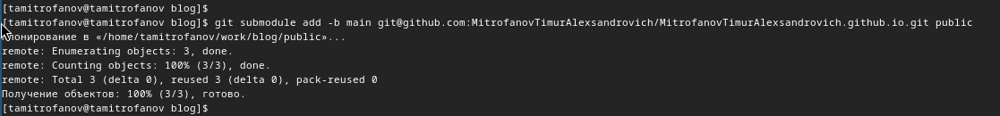 [tamitrofanov@tamitrofanov blog]$
[tamitrofanov@tamitrofanov blog]$ git submodule add -b main git@github.com:MitrofanovTimurAlexsandrovich/MitrofanovTimurAlexsandrovich.github.io.git public
Клонирование в «/home/tamitrofanov/work/blog/public»...
remote: Enumerating objects: 3, done.
remote: Counting objects: 100% (3/3), done.
remote: Total 3 (delta 0), reused 3 (delta 0), pack-reused 0
Получение объектов: 100% (3/3), готово.
[tamitrofanov@tamitrofanov blog]$